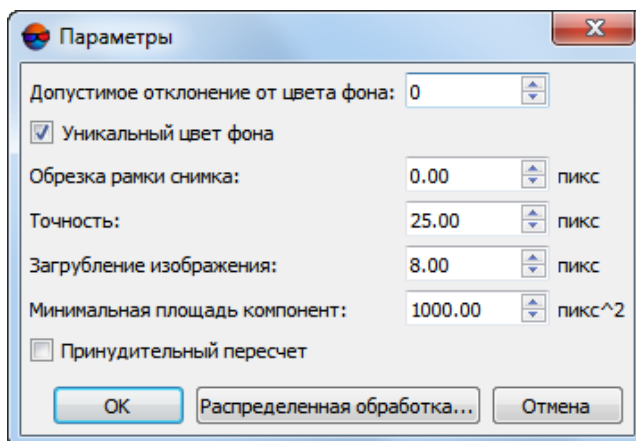 Параметры
Допустимое отклонение от цвета фона: 0
Уникальный цвет фона
Обрезка рамки снимка: 0.00 пикс
Точность: 25.00 пикс
Загрубление изображения: 8.00 пикс
Минимальная площадь компонент: 1000.00 пикс^2
Принудительный пересчет
OK Распределенная обработка... Отмена